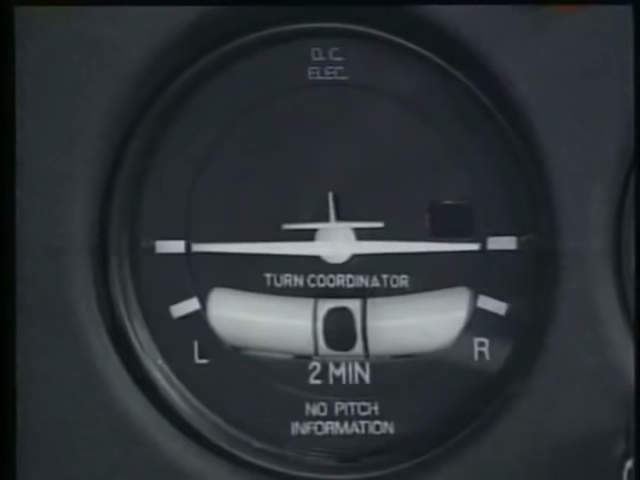 D.C.
ELEC.
TURN COORDINATOR
L
R
2 MIN
NO PITCH
INFORMATION